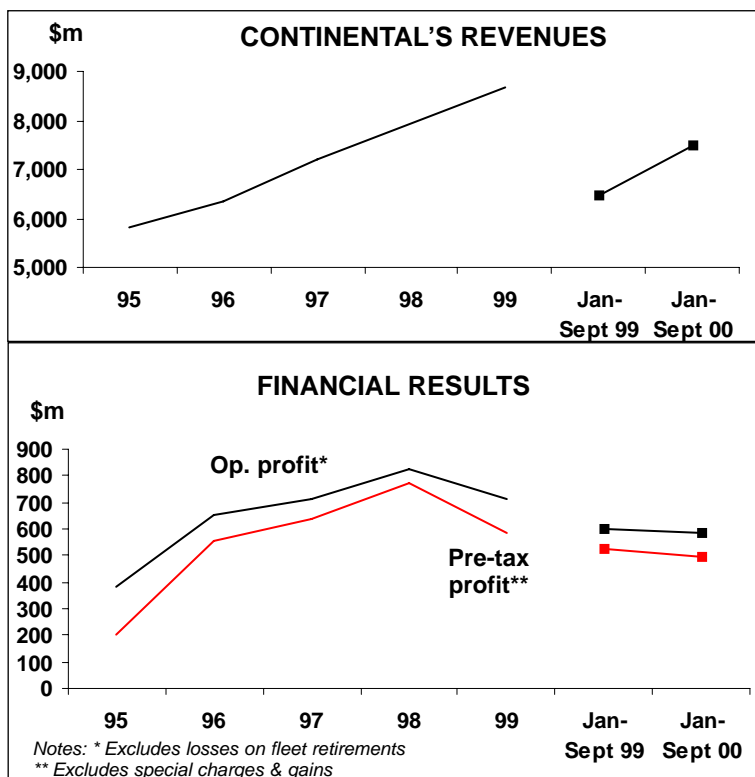 $m
CONTINENTAL'S REVENUES
9,000
8,000
7,000
6,000
5,000
95 96 97 98 99 Jan- Jan-
Sept 99 Sept 00
FINANCIAL RESULTS
$m
900
800
700
600
500
400
300
200
100
0
Op. profit*
Pre-tax
profit**
95 96 97 98 99 Jan- Jan-
Sept 99 Sept 00
Notes: * Excludes losses on fleet retirements
** Excludes special charges & gains